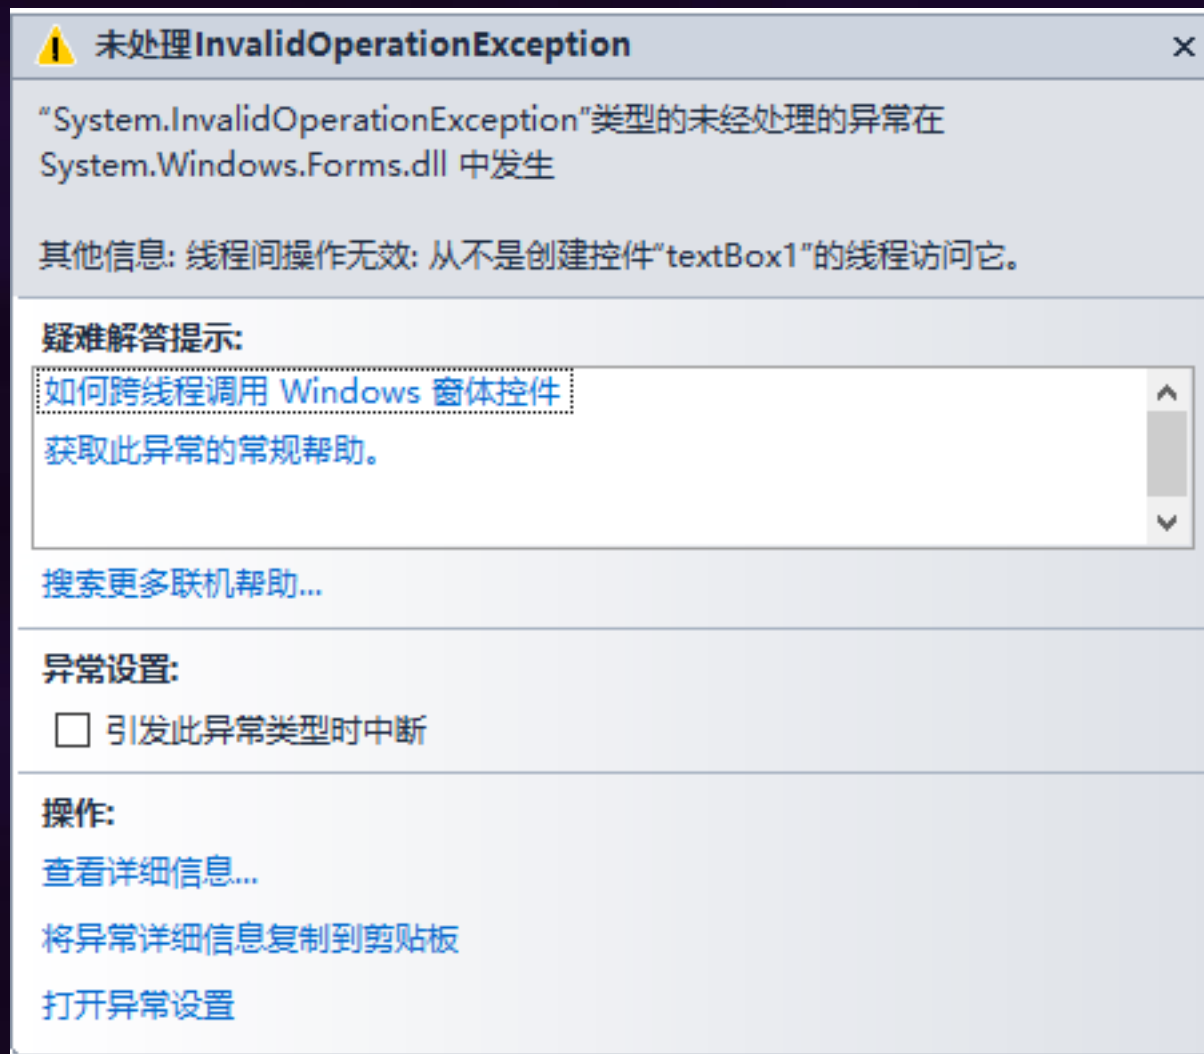 未处理InvalidOperationException
“System.InvalidOperationException”类型的未经处理的异常在
System.Windows.Forms.dll 中发生
其他信息: 线程间操作无效: 从不是创建控件“textBox1”的线程访问它。
疑难解答提示:
如何跨线程调用 Windows 窗体控件
获取此异常的常规帮助。
搜索更多联机帮助...
异常设置:
引发此异常类型时中断
操作:
查看详细信息...
将异常详细信息复制到剪贴板
打开异常设置